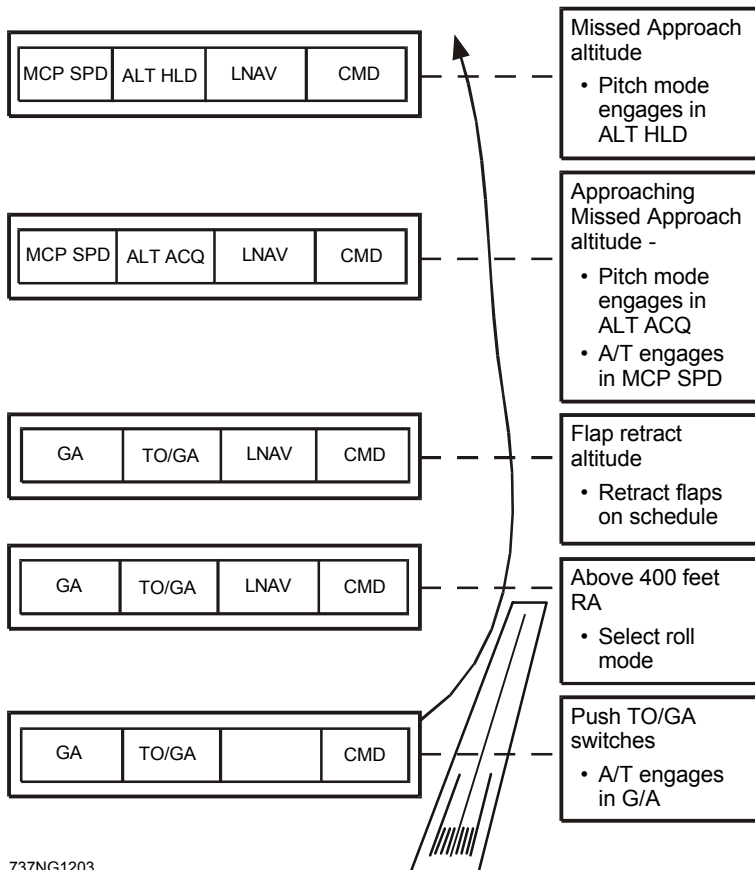 MCP SPD ALT HLD LNAV CMD
Missed Approach
altitude
• Pitch mode
engages in
ALT HLD
MCP SPD ALT ACQ LNAV CMD
Approaching
Missed Approach
altitude -
• Pitch mode
engages in
ALT ACQ
• A/T engages
in MCP SPD
GA TO/GA LNAV CMD
Flap retract
altitude
• Retract flaps
on schedule
GA TO/GA LNAV CMD
Above 400 feet
RA
• Select roll
mode
GA TO/GA CMD
Push TO/GA
switches
• A/T engages
in G/A
737NG1203